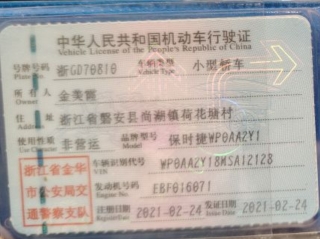 中华人民共和国机动车行驶证
Vehicle License of the People's Republic of China
号牌号码 浙GD70810 车辆类型 小型轿车
Plate No. Vehicle Type
所有人 金美霞
Owner
住址 浙江省磐安县尚湖镇荷花塘村
Address
使用性质 非营运 品牌型号 保时捷WP0AA2Y1
Use Character Model
浙江省金华 车辆识别代号 WP0AA2Y18MSA12128
VIN
市公安局交 发动机号码 EBF016071
Engine No.
通警察支队 注册日期 2021-02-24 发证日期 2021-02-24
Register Date Issue Date